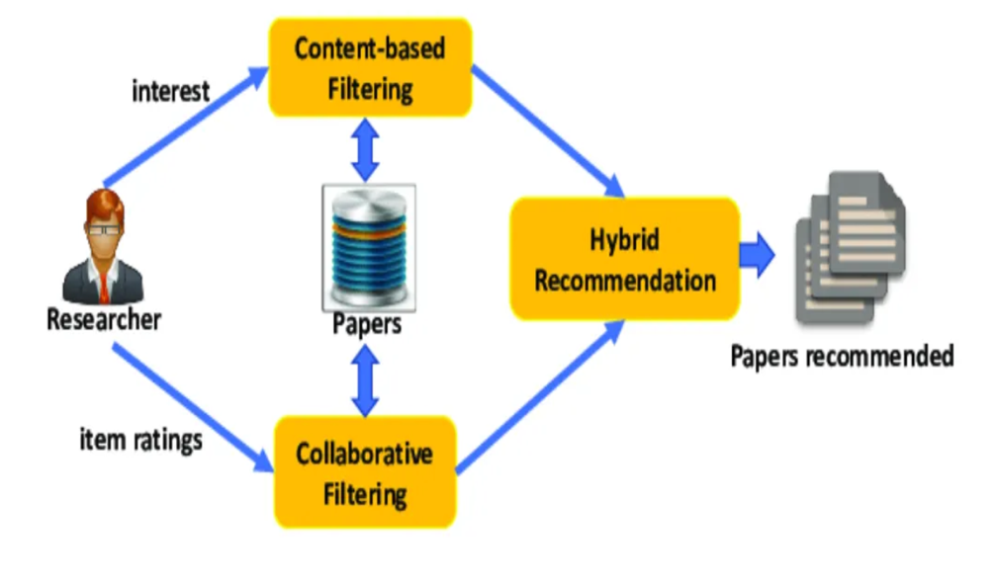 Content-based
Filtering
interest
Hybrid
Recommendation
Researcher
Papers
Papers recommended
item ratings
Collaborative
Filtering